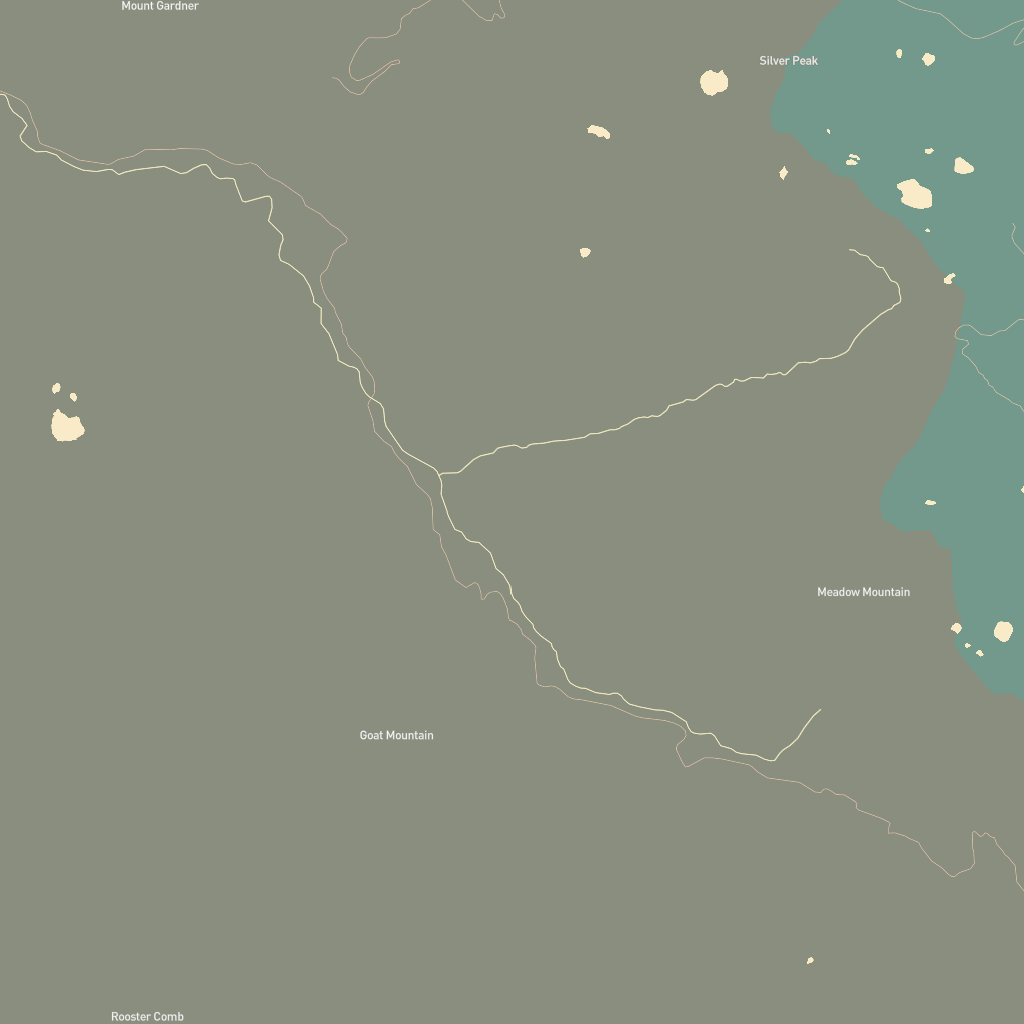 Mount Gardner
Silver Peak
Meadow Mountain
Goat Mountain
Rooster Comb